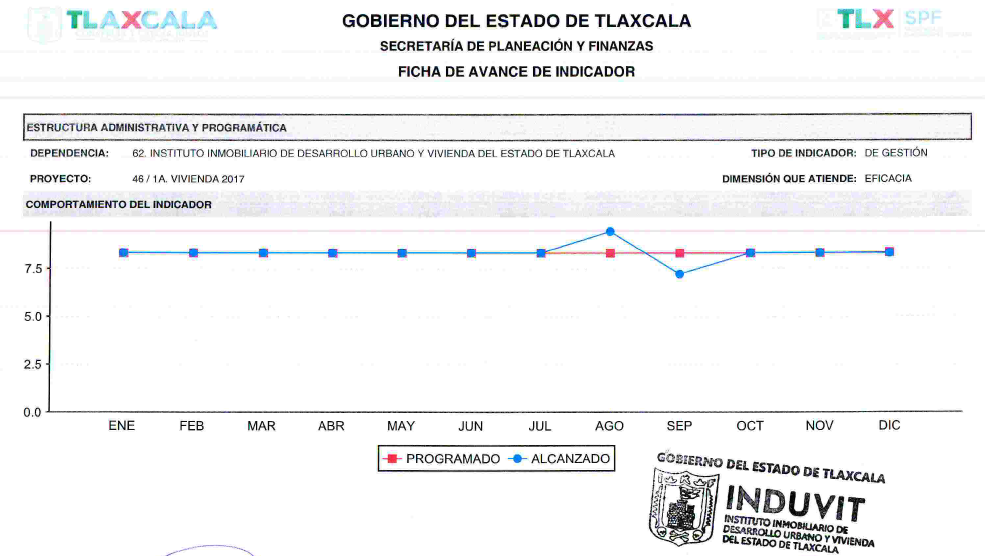 TLAXCALA
GOBIERNO DEL ESTADO DE TLAXCALA
TLX SPF
SECRETARÍA DE PLANEACIÓN Y FINANZAS
FICHA DE AVANCE DE INDICADOR
ESTRUCTURA ADMINISTRATIVA Y PROGRAMÁTICA
DEPENDENCIA: 62. INSTITUTO INMOBILIARIO DE DESARROLLO URBANO Y VIVIENDA DEL ESTADO DE TLAXCALA TIPO DE INDICADOR: DE GESTIÓN
PROYECTO: 46 / 1A. VIVIENDA 2017 DIMENSIÓN QUE ATIENDE: EFICACIA
COMPORTAMIENTO DEL INDICADOR
7.5
5.0
2.5
0.0
ENE FEB MAR ABR MAY JUN JUL AGO SEP OCT NOV DIC
PROGRAMADO ALCANZADO
GOBIERNO DEL ESTADO DE TLAXCALA
INDUVIT
INSTITUTO INMOBILIARIO DE
DESARROLLO URBANO Y VIVIENDA
DEL ESTADO DE TLAXCALA